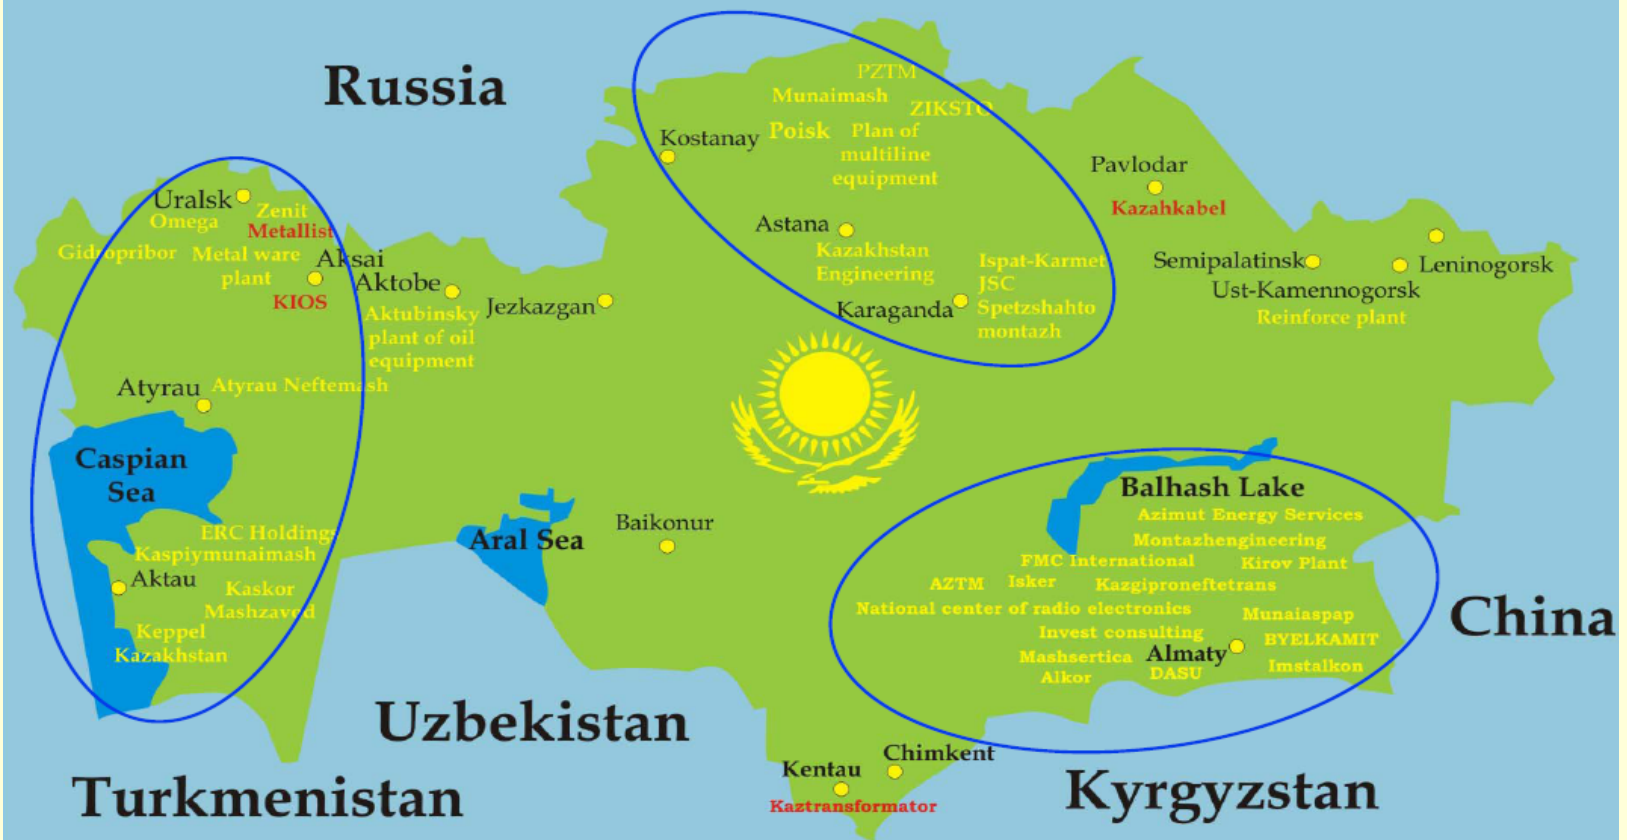 Russia
PZTM
Munaimash
ZIKSTO
Kostanay
Poisk
Plan of
multiline
equipment
Pavlodar
Kazahkabel
Uralsk
Omega
Zenit
Metallist
Gidropribor
Metal ware
plant
Aksai
KIOS
Aktobe
Aktubinsky
plant of oil
equipment
Jezkazgan
Astana
Kazakhstan
Engineering
Karaganda
Ispat-Karmet
JSC
Spetzshahto
montazh
Semipalatinsk
Leninogorsk
Ust-Kamennogorsk
Reinforce plant
Atyrau
Atyrau Neftemash
Caspian
Sea
ERC Holdings
Kaspiymunaimash
Aktau
Kaskor
Mashzavod
Keppel
Kazakhstan
Aral Sea
Baikonur
Balhash Lake
Azimut Energy Services
Montazhengineering
FMC International
Kirov Plant
AZTM
Isker
Kazgiproneftetrans
National center of radio electronics
Munaiaspap
Invest consulting
BYELKAMIT
Mashsertica
Almaty
Imstalkon
Alkor
DASU
China
Uzbekistan
Turkmenistan
Chimkent
Kentau
Kaztransformator
Kyrgyzstan